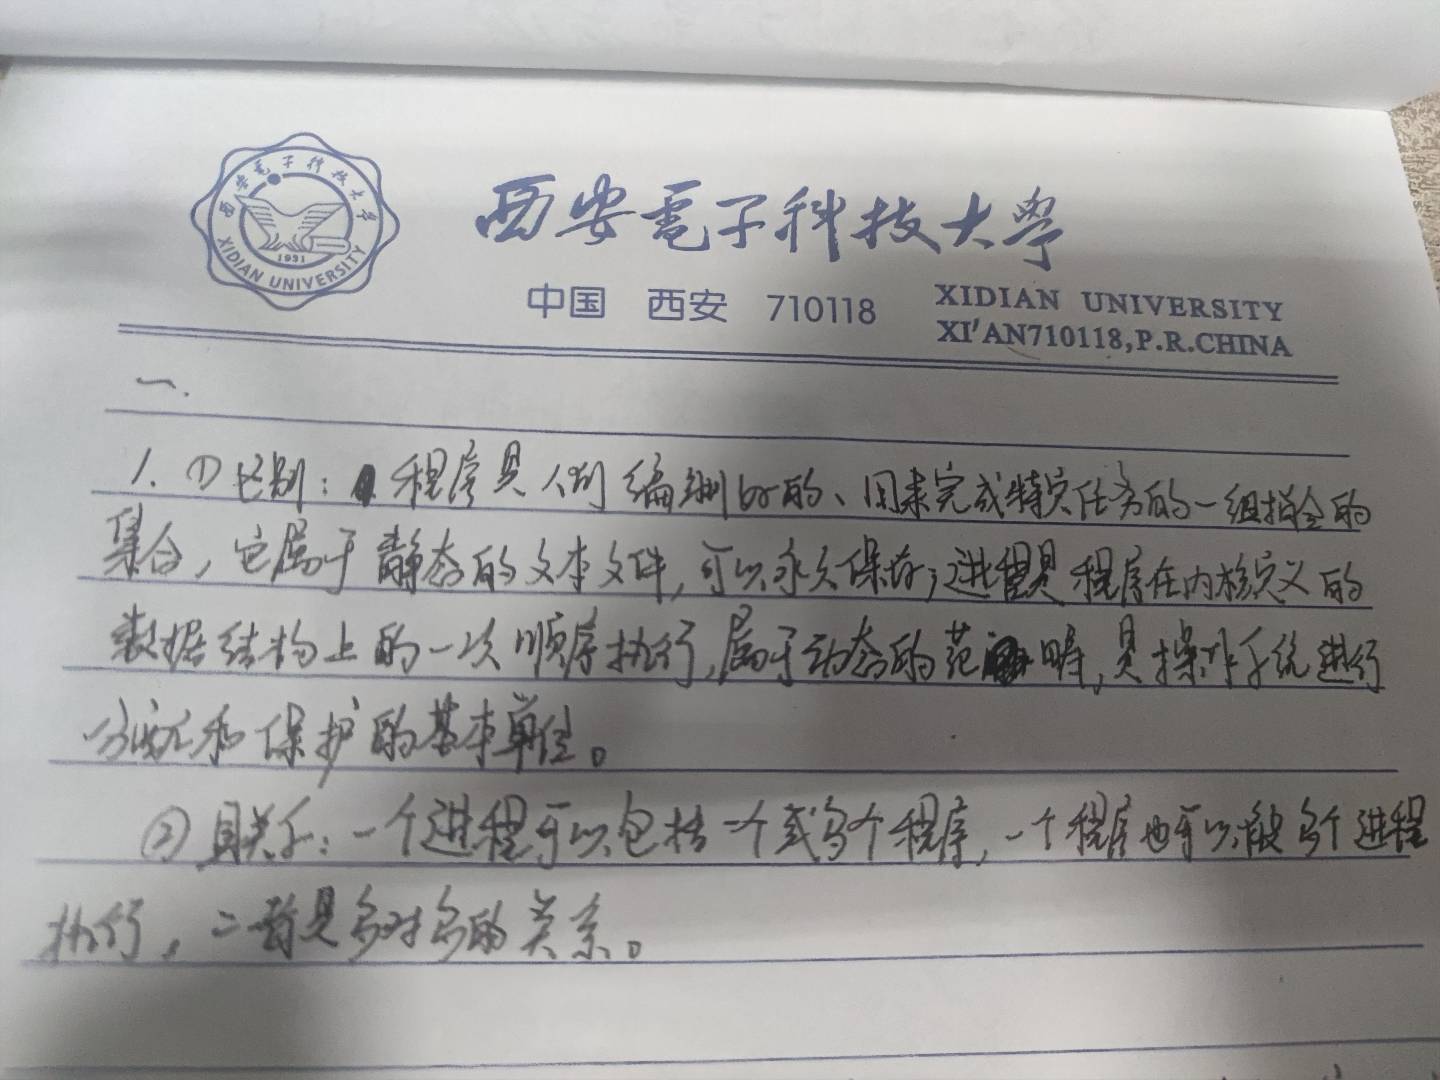 西安電子科技大學
XIDIAN UNIVERSITY
1931
西安電子科技大學
中国 西安 710118
XIDIAN UNIVERSITY
XI'AN710118,P.R.CHINA
一.
1. ① 区别: 程序是人们编制好的、用来完成特定任务的一组指令的
集合, 它属于静态的文本文件, 可以永久保存; 进程是程序在内核定义的
数据结构上的一次顺序执行, 属于动态的范畴, 是操作系统进行
分配和保护的基本单位。
② 关系: 一个进程可以包括一个或多个程序, 一个程序也可以被多个进程
执行, 二者是多对多的关系。